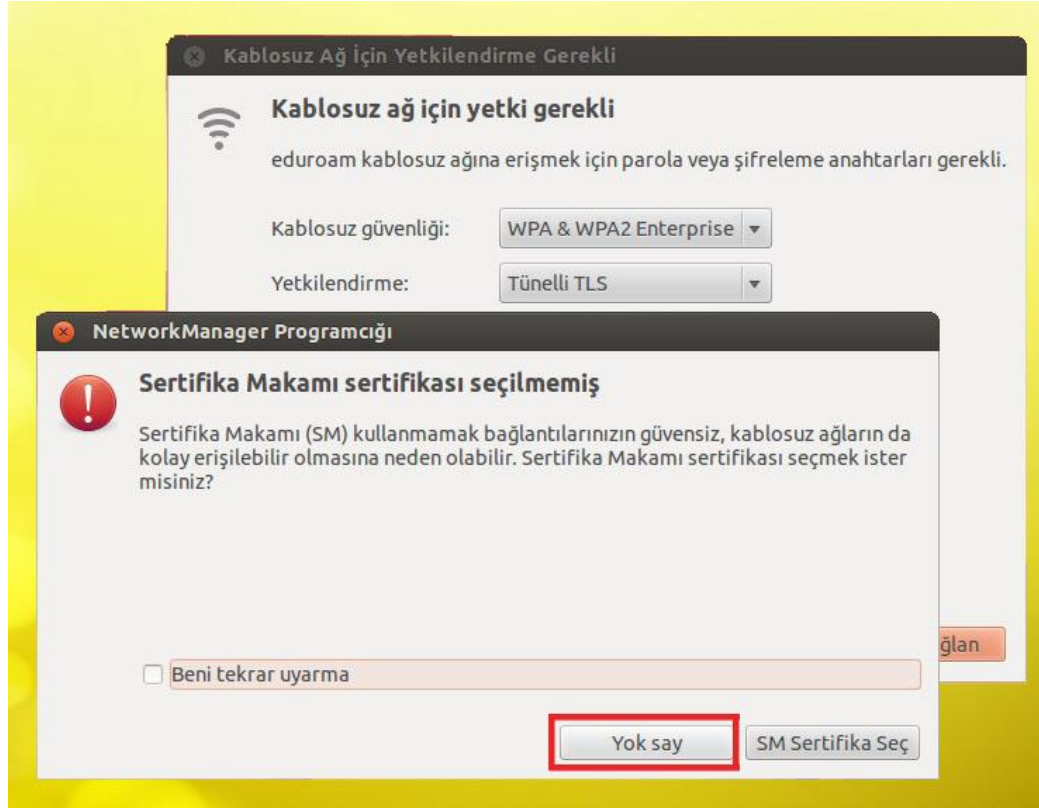 Kablosuz Ağ İçin Yetkilendirme Gerekli
Kablosuz ağ için yetki gerekli
eduroam kablosuz ağına erişmek için parola veya şifreleme anahtarları gerekli.
Kablosuz güvenliği: WPA & WPA2 Enterprise
Yetkilendirme: Tünelli TLS
NetworkManager Programcığı
Sertifika Makamı sertifikası seçilmemiş
Sertifika Makamı (SM) kullanmamak bağlantılarınızın güvensiz, kablosuz ağların da
kolay erişilebilir olmasına neden olabilir. Sertifika Makamı sertifikası seçmek ister
misiniz?
ğlan
Beni tekrar uyarma
Yok say
SM Sertifika Seç